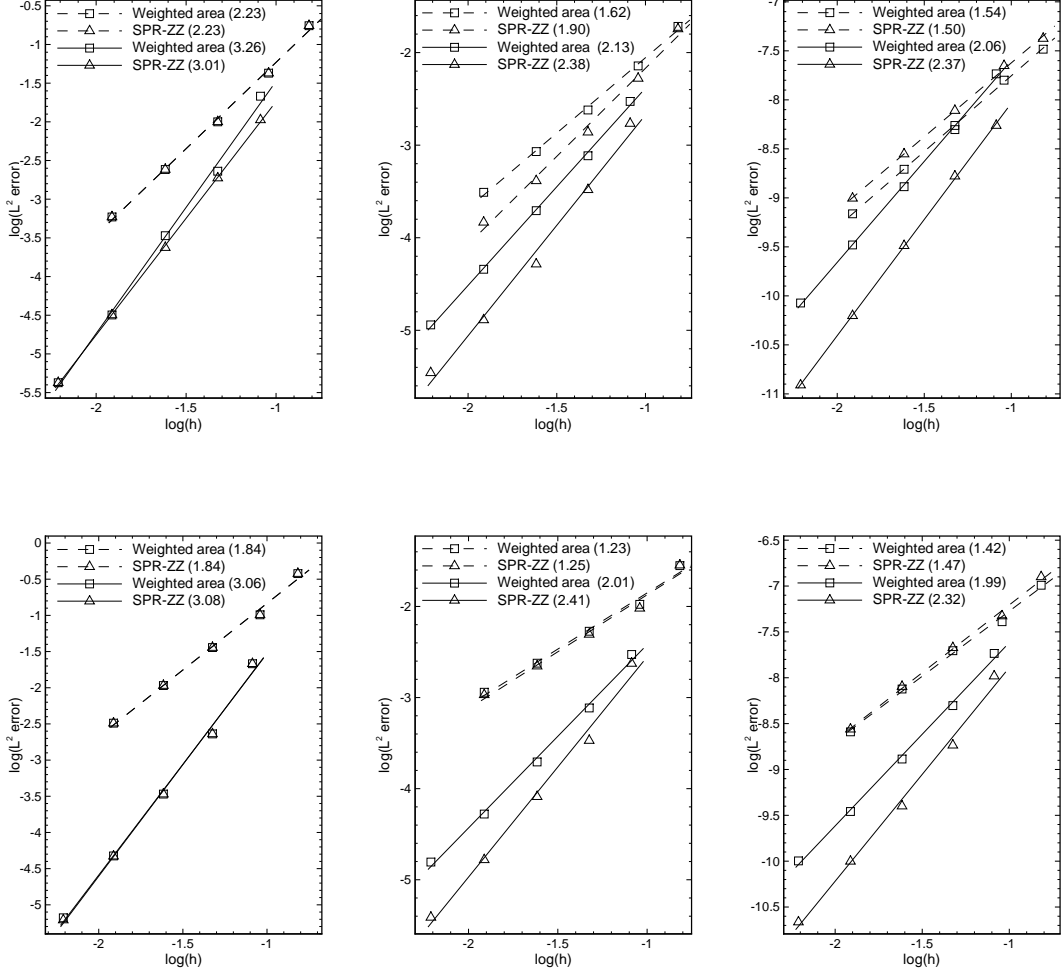 Weighted area (2.23)
SPR-ZZ (2.23)
Weighted area (3.26)
SPR-ZZ (3.01)
-0.5
-1
-1.5
-2
-2.5
-3
-3.5
-4
-4.5
-5
-5.5
log(L² error)
-2
-1.5
-1
log(h)
Weighted area (1.62)
SPR-ZZ (1.90)
Weighted area (2.13)
SPR-ZZ (2.38)
-2
-3
-4
-5
log(L² error)
-2
-1.5
-1
log(h)
Weighted area (1.54)
SPR-ZZ (1.50)
Weighted area (2.06)
SPR-ZZ (2.37)
-7
-7.5
-8
-8.5
-9
-9.5
-10
-10.5
-11
log(L² error)
-2
-1.5
-1
log(h)
Weighted area (1.84)
SPR-ZZ (1.84)
Weighted area (3.06)
SPR-ZZ (3.08)
0
-0.5
-1
-1.5
-2
-2.5
-3
-3.5
-4
-4.5
-5
log(L² error)
-2
-1.5
-1
log(h)
Weighted area (1.23)
SPR-ZZ (1.25)
Weighted area (2.01)
SPR-ZZ (2.41)
-2
-3
-4
-5
log(L² error)
-2
-1.5
-1
log(h)
Weighted area (1.42)
SPR-ZZ (1.47)
Weighted area (1.99)
SPR-ZZ (2.32)
-6.5
-7
-7.5
-8
-8.5
-9
-9.5
-10
-10.5
log(L² error)
-2
-1.5
-1
log(h)